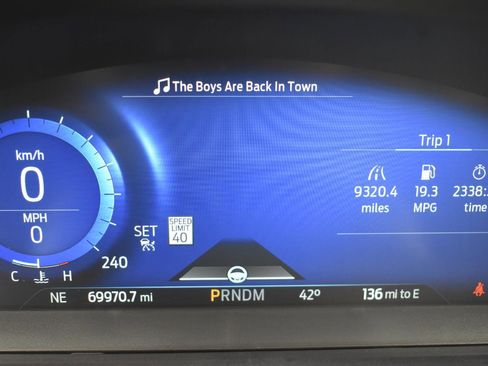 The Boys Are Back In Town
Trip 1
km/h
0
MPH
0
C H
240
SET
SPEED
LIMIT
40
9320.4
miles
19.3
MPG
2338:
time
NE 69970.7 mi PRNDM 42° 136 mi to E